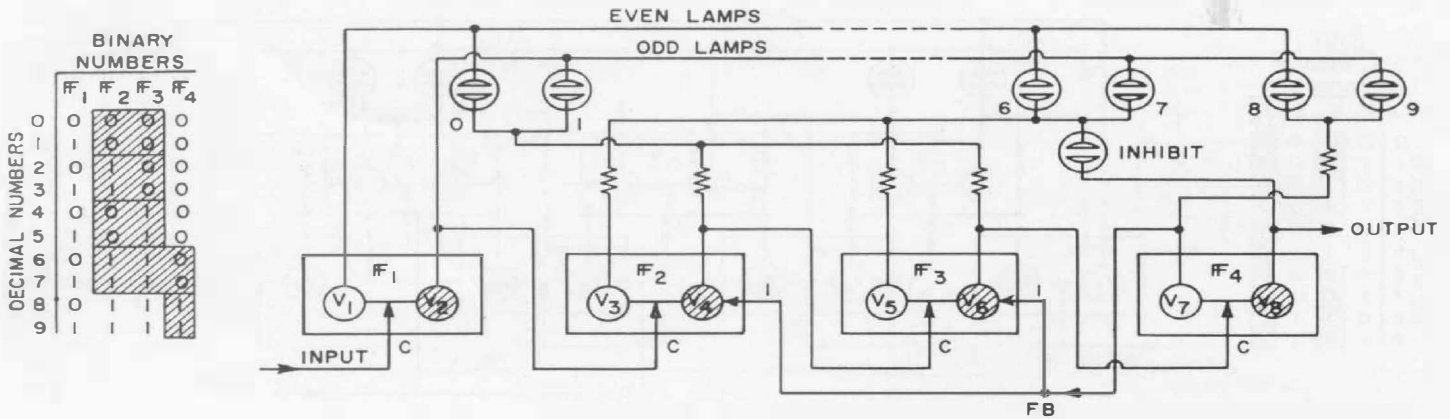 EVEN LAMPS
ODD LAMPS
BINARY NUMBERS
FF1 FF2 FF3 FF4
DECIMAL NUMBERS
0 0 0 0 0
1 1 0 0 0
2 0 1 0 0
3 1 1 0 0
4 0 0 1 0
5 1 0 1 0
6 0 1 1 0
7 1 1 1 0
8 0 1 1 1
9 1 1 1 1
0 1 6 7 8 9
INHIBIT
OUTPUT
FF1 FF2 FF3 FF4
V1 V2 V3 V4 1 V5 V6 1 V7 V8
INPUT C C C C
FB